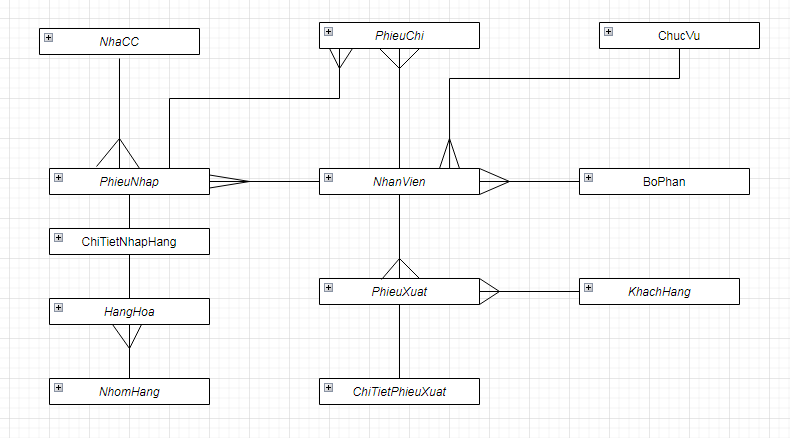 NhaCC
PhieuChi
ChucVu
PhieuNhap
NhanVien
BoPhan
ChiTietNhapHang
HangHoa
PhieuXuat
KhachHang
NhomHang
ChiTietPhieuXuat